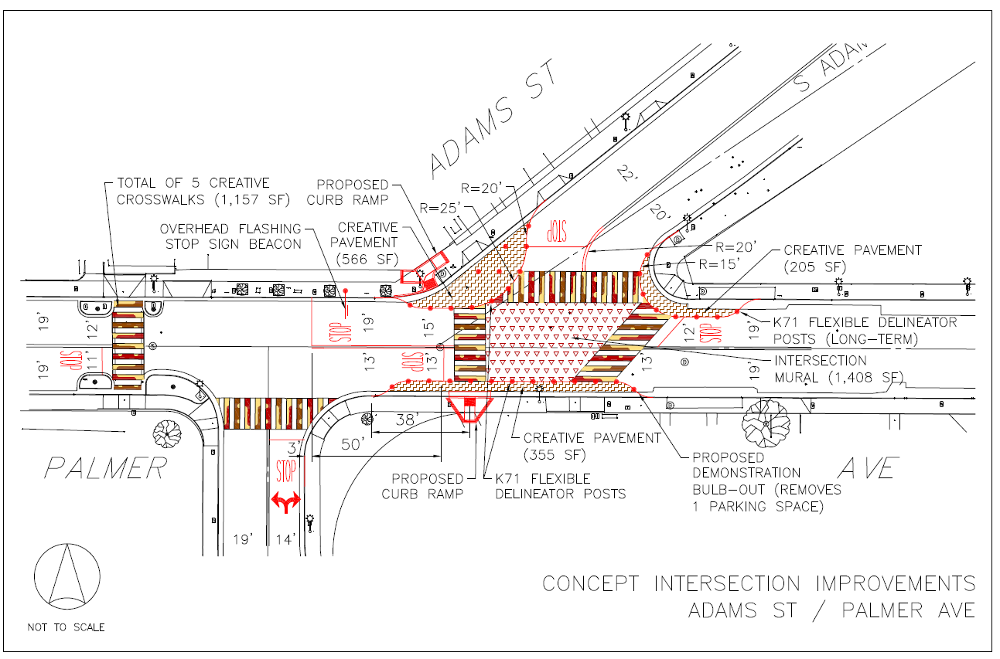 ADAMS ST
S ADAM
TOTAL OF 5 CREATIVE
CROSSWALKS (1,157 SF)
PROPOSED
CURB RAMP
R=20'
R=25'
22'
20'
OVERHEAD FLASHING
STOP SIGN BEACON
CREATIVE
PAVEMENT
(566 SF)
STOP
R=20'
R=15'
CREATIVE PAVEMENT
(205 SF)
19'
12'
STOP
19'
15'
12'
STOP
19'
K71 FLEXIBLE DELINEATOR
POSTS (LONG-TERM)
19'
STOP
11'
13'
STOP
13'
13'
19'
INTERSECTION
MURAL (1,408 SF)
38'
50'
3'
STOP
CREATIVE PAVEMENT
(355 SF)
PALMER
AVE
PROPOSED
CURB RAMP
K71 FLEXIBLE
DELINEATOR POSTS
PROPOSED
DEMONSTRATION
BULB-OUT (REMOVES
1 PARKING SPACE)
19'
14'
NOT TO SCALE
CONCEPT INTERSECTION IMPROVEMENTS
ADAMS ST / PALMER AVE